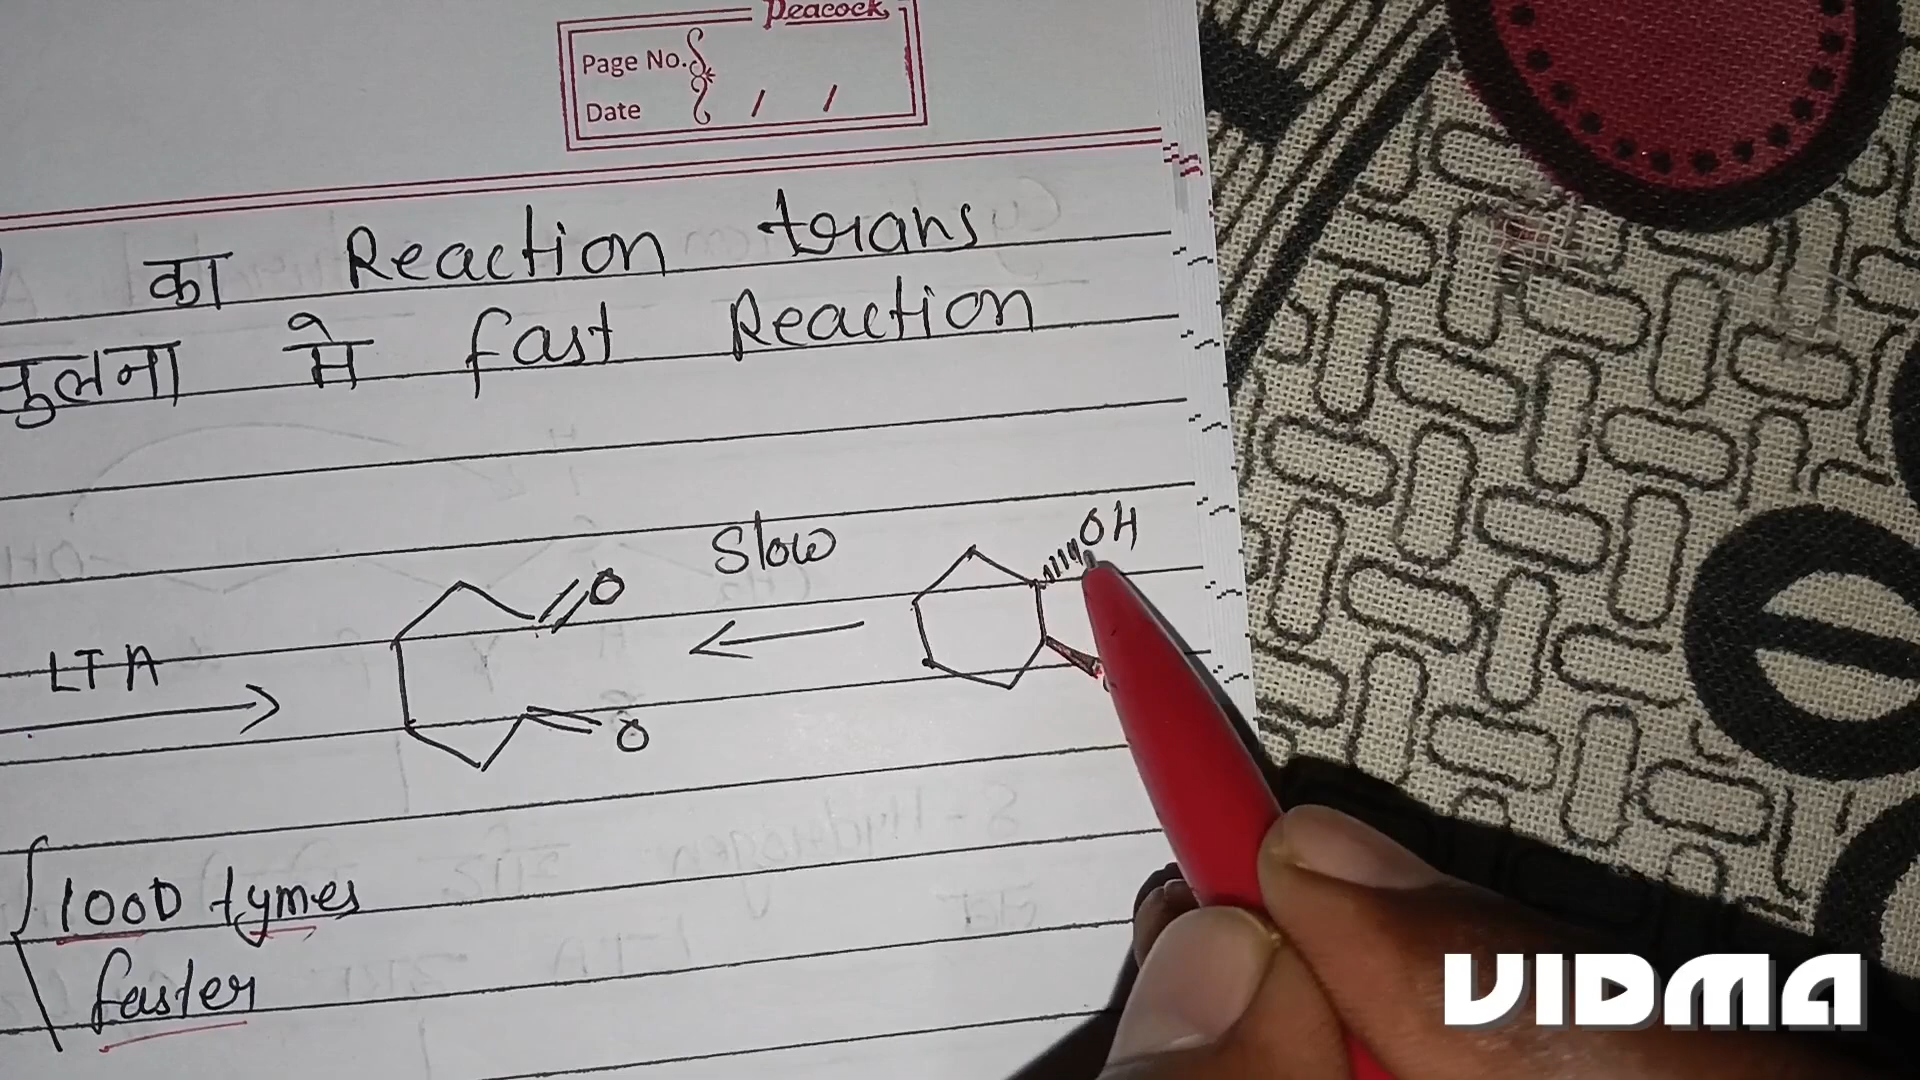 Peacock
Page No.
Date / /
का Reaction trans
तुलना मे fast Reaction
Slow
OH
O
LTA
O
1000 tymes
faster
VIDMA